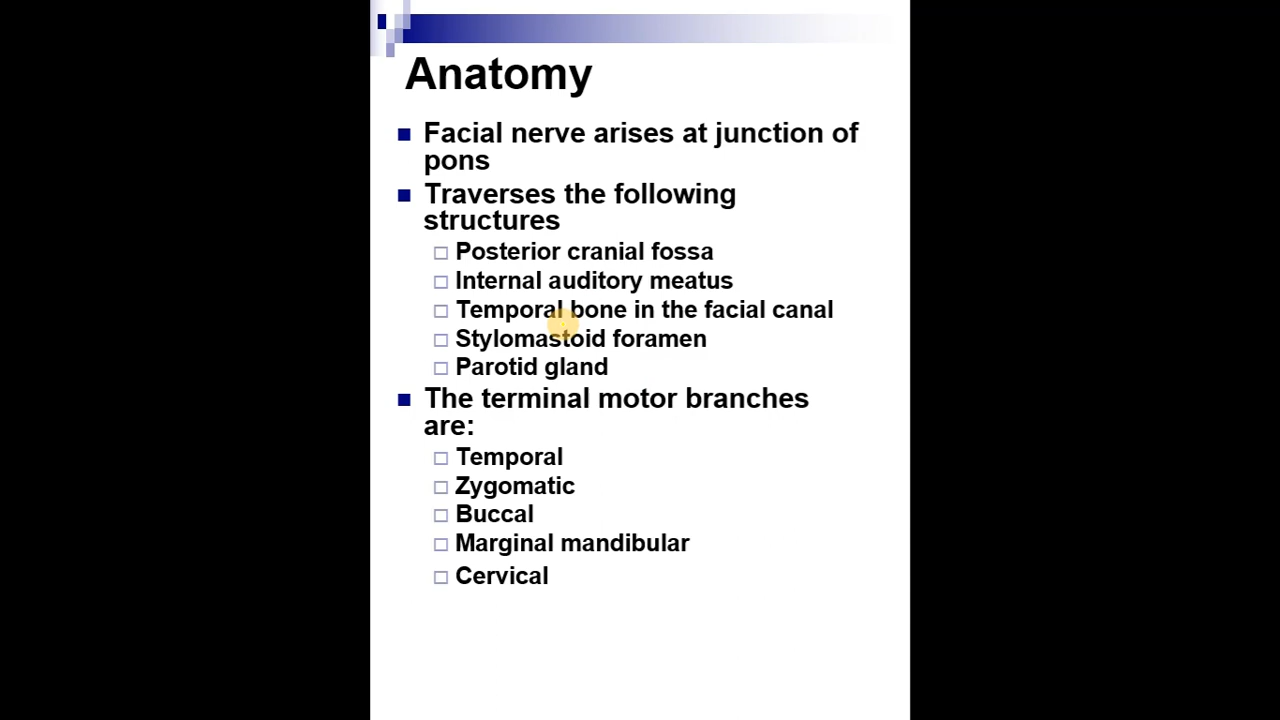 Anatomy
Facial nerve arises at junction of
pons
Traverses the following
structures
Posterior cranial fossa
Internal auditory meatus
Temporal bone in the facial canal
Stylomastoid foramen
Parotid gland
The terminal motor branches
are:
Temporal
Zygomatic
Buccal
Marginal mandibular
Cervical